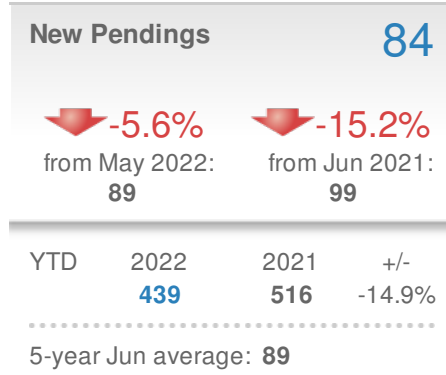 New Pendings 84
-5.6% -15.2%
from May 2022: from Jun 2021:
89 99
YTD 2022 2021 +/-
439 516 -14.9%
5-year Jun average: 89